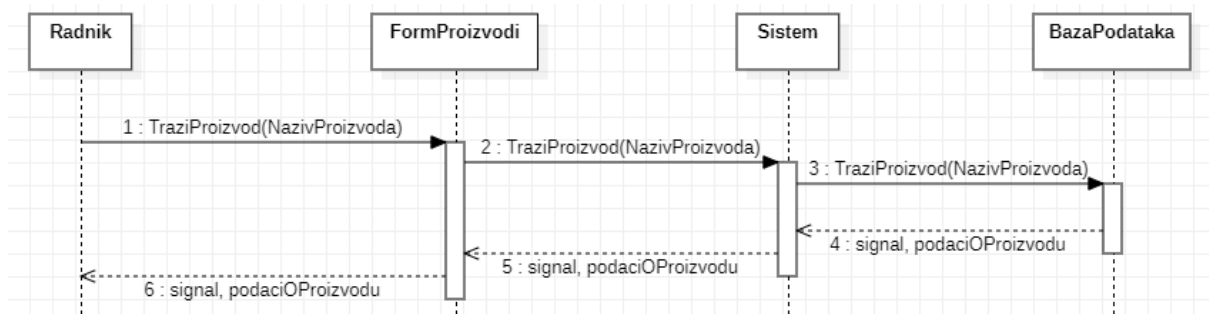 Radnik
FormProizvodi
Sistem
BazaPodataka
1 : TraziProizvod(NazivProizvoda)
2 : TraziProizvod(NazivProizvoda)
3 : TraziProizvod(NazivProizvoda)
4 : signal, podaciOProizvodu
5 : signal, podaciOProizvodu
6 : signal, podaciOProizvodu